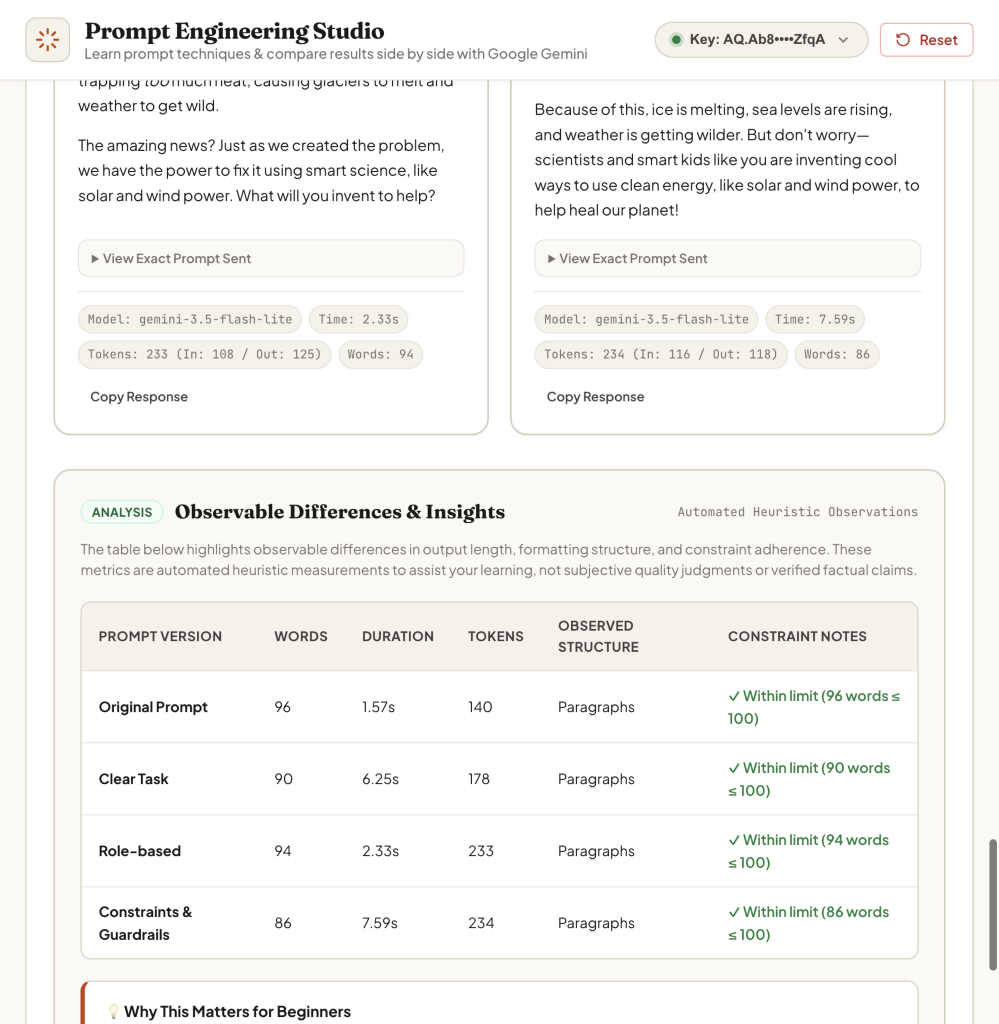 Prompt Engineering Studio
Learn prompt techniques & compare results side by side with Google Gemini
Key: AQ.Ab8••••ZfqA
Reset
trapping too much heat, causing glaciers to melt and
weather to get wild.
The amazing news? Just as we created the problem,
we have the power to fix it using smart science, like
solar and wind power. What will you invent to help?
▶ View Exact Prompt Sent
Model: gemini-3.5-flash-lite
Time: 2.33s
Tokens: 233 (In: 108 / Out: 125)
Words: 94
Copy Response
Because of this, ice is melting, sea levels are rising,
and weather is getting wilder. But don't worry—
scientists and smart kids like you are inventing cool
ways to use clean energy, like solar and wind power, to
help heal our planet!
▶ View Exact Prompt Sent
Model: gemini-3.5-flash-lite
Time: 7.59s
Tokens: 234 (In: 116 / Out: 118)
Words: 86
Copy Response
ANALYSIS
Observable Differences & Insights
Automated Heuristic Observations
The table below highlights observable differences in output length, formatting structure, and constraint adherence. These
metrics are automated heuristic measurements to assist your learning, not subjective quality judgments or verified factual claims.
PROMPT VERSION WORDS DURATION TOKENS OBSERVED STRUCTURE CONSTRAINT NOTES
Original Prompt 96 1.57s 140 Paragraphs ✓ Within limit (96 words ≤ 100)
Clear Task 90 6.25s 178 Paragraphs ✓ Within limit (90 words ≤ 100)
Role-based 94 2.33s 233 Paragraphs ✓ Within limit (94 words ≤ 100)
Constraints & Guardrails 86 7.59s 234 Paragraphs ✓ Within limit (86 words ≤ 100)
💡 Why This Matters for Beginners